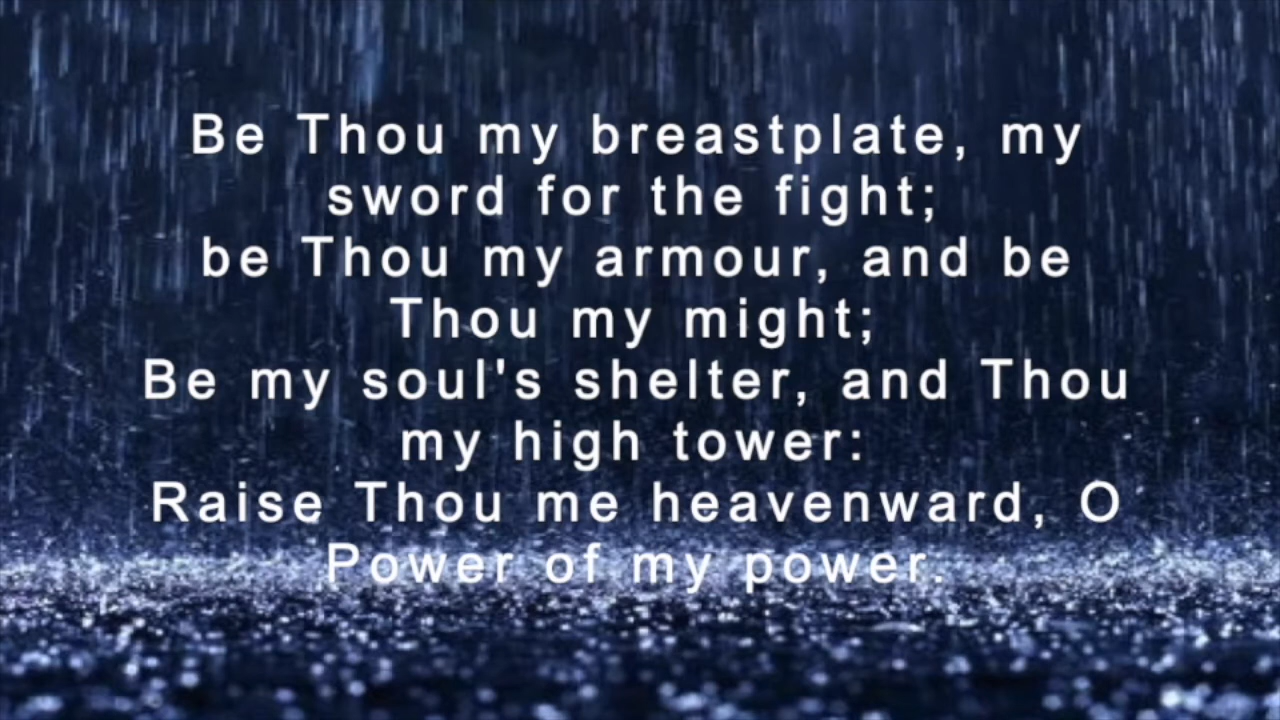 Be Thou my breastplate, my
sword for the fight;
be Thou my armour, and be
Thou my might;
Be my soul's shelter, and Thou
my high tower:
Raise Thou me heavenward, O
Power of my power.